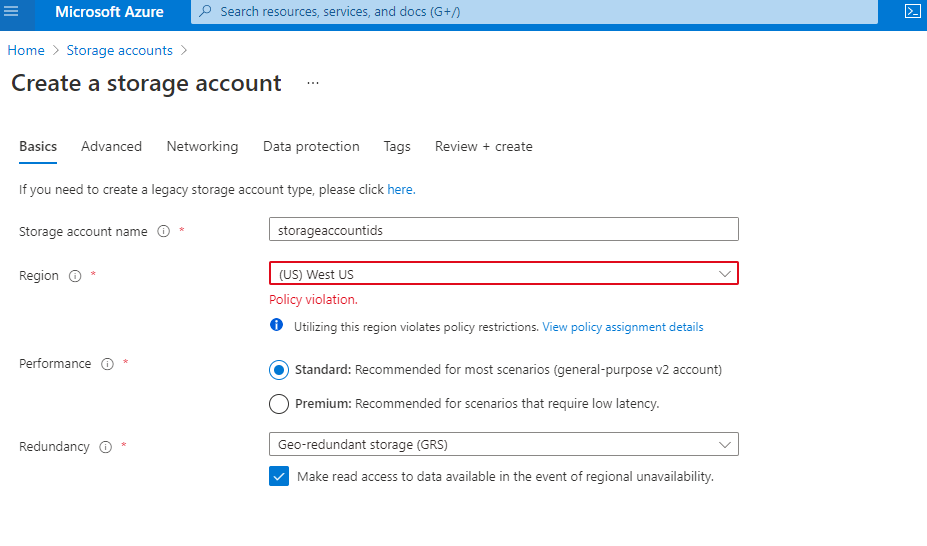 Microsoft Azure
Search resources, services, and docs (G+/)
Home > Storage accounts >
Create a storage account ...
Basics Advanced Networking Data protection Tags Review + create
If you need to create a legacy storage account type, please click here.
Storage account name * storageaccountids
Region * (US) West US
Policy violation.
Utilizing this region violates policy restrictions. View policy assignment details
Performance * Standard: Recommended for most scenarios (general-purpose v2 account)
Premium: Recommended for scenarios that require low latency.
Redundancy * Geo-redundant storage (GRS)
Make read access to data available in the event of regional unavailability.